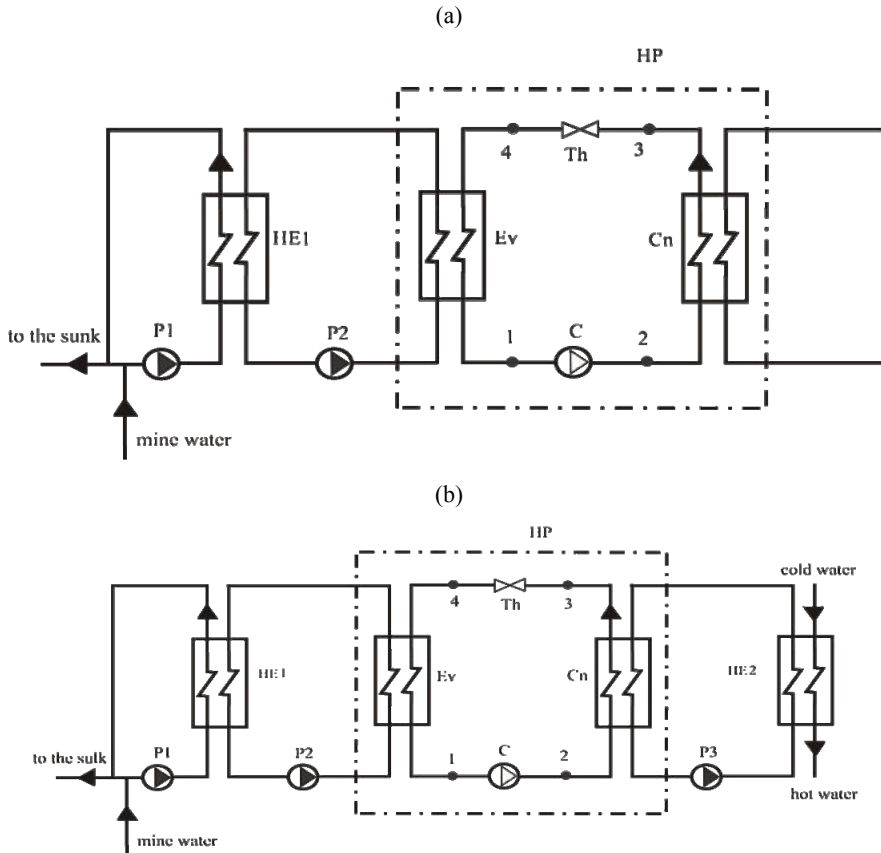 (a)
HP
4 Th 3
HE1 Ev Cn
P1 P2 1 C 2
to the sunk
mine water
(b)
HP
cold water
4 Th 3
HE1 Ev Cn HE2
to the sulk P1 P2 1 C 2 P3
hot water
mine water